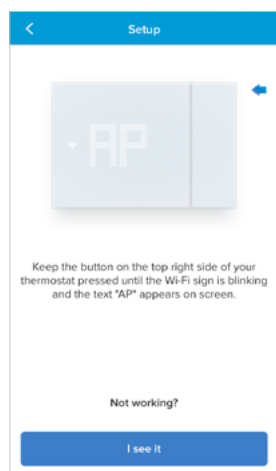 Setup
AP
Keep the button on the top right side of your
thermostat pressed until the Wi-Fi sign is blinking
and the text "AP" appears on screen.
Not working?
I see it